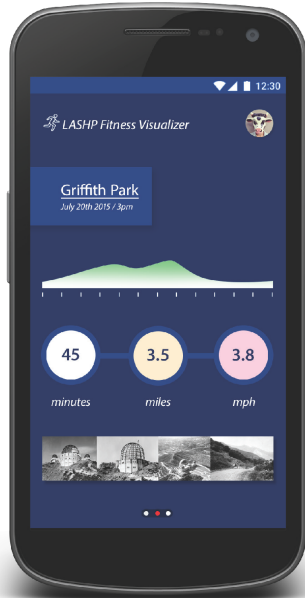 12:30
LASHP Fitness Visualizer
Griffith Park
July 20th 2015 / 3pm
45
3.5
3.8
minutes
miles
mph